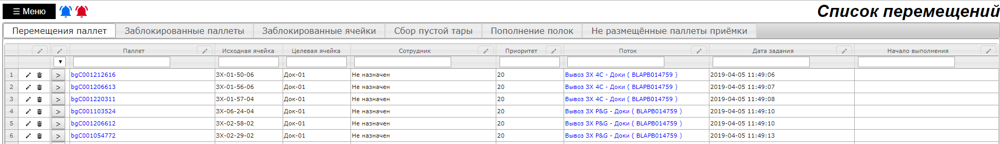 ☰ Меню
Список перемещений
Перемещения паллет Заблокированные паллеты Заблокированные ячейки Сбор пустой тары Пополнение полок Не размещённые паллеты приёмки
Паллет Исходная ячейка Целевая ячейка Сотрудник Приоритет Поток Дата задания Начало выполнения
1 > bgC001212616 3X-01-50-06 Док-01 Не назначен 20 Вывоз 3X 4C - Доки ( BLAPB014759 ) 2019-04-05 11:49:06
2 > bgC001206613 3X-01-56-06 Док-01 Не назначен 20 Вывоз 3X 4C - Доки ( BLAPB014759 ) 2019-04-05 11:49:07
3 > bgC001220311 3X-01-57-04 Док-01 Не назначен 20 Вывоз 3X 4C - Доки ( BLAPB014759 ) 2019-04-05 11:49:08
4 > bgC001103524 3X-06-24-04 Док-01 Не назначен 20 Вывоз 3X P&G - Доки ( BLAPB014759 ) 2019-04-05 11:49:10
5 > bgC001206612 3X-02-58-02 Док-01 Не назначен 20 Вывоз 3X P&G - Доки ( BLAPB014759 ) 2019-04-05 11:49:10
6 > bgC001054772 3X-02-29-02 Док-01 Не назначен 20 Вывоз 3X P&G - Доки ( BLAPB014759 ) 2019-04-05 11:49:13